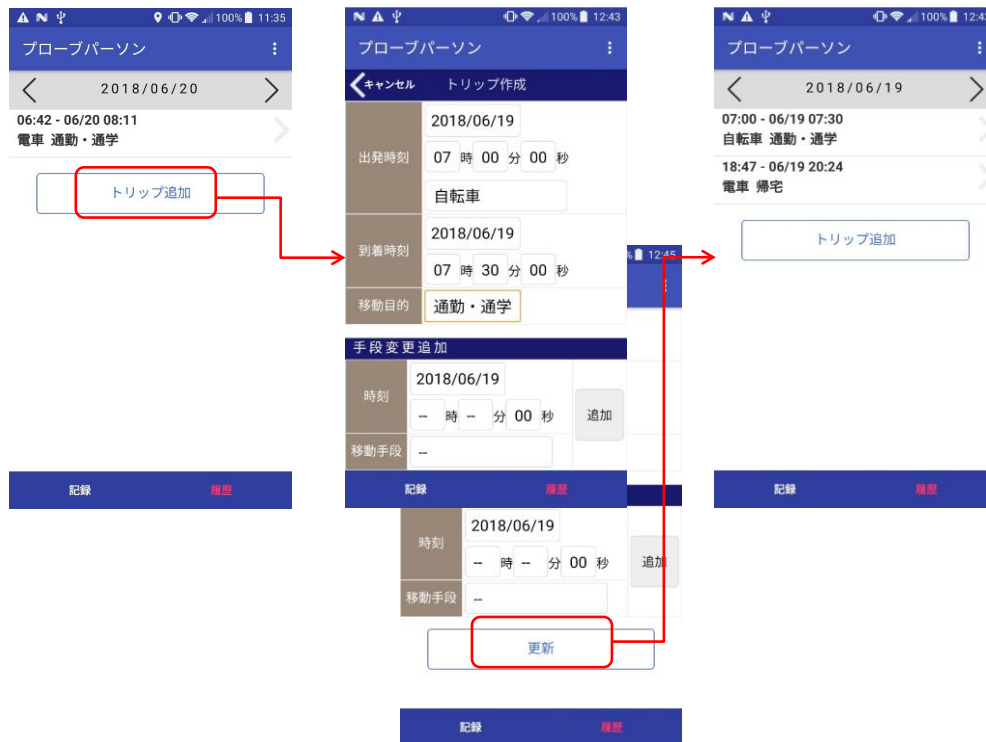 100% 11:35
プローブパーソン
2018/06/20
06:42 - 06/20 08:11
電車 通勤・通学
トリップ追加
記録 履歴
100% 12:43
プローブパーソン
キャンセル トリップ作成
2018/06/19
出発時刻 07 時 00 分 00 秒
自転車
2018/06/19
到着時刻
07 時 30 分 00 秒
移動目的 通勤・通学
手段変更追加
2018/06/19
時刻
-- 時 -- 分 00 秒 追加
移動手段 --
記録 履歴
% 12:45
2018/06/19
時刻
-- 時 -- 分 00 秒 追加
移動手段 --
更新
記録 履歴
100% 12:43
プローブパーソン
2018/06/19
07:00 - 06/19 07:30
自転車 通勤・通学
18:47 - 06/19 20:24
電車 帰宅
トリップ追加
記録 履歴